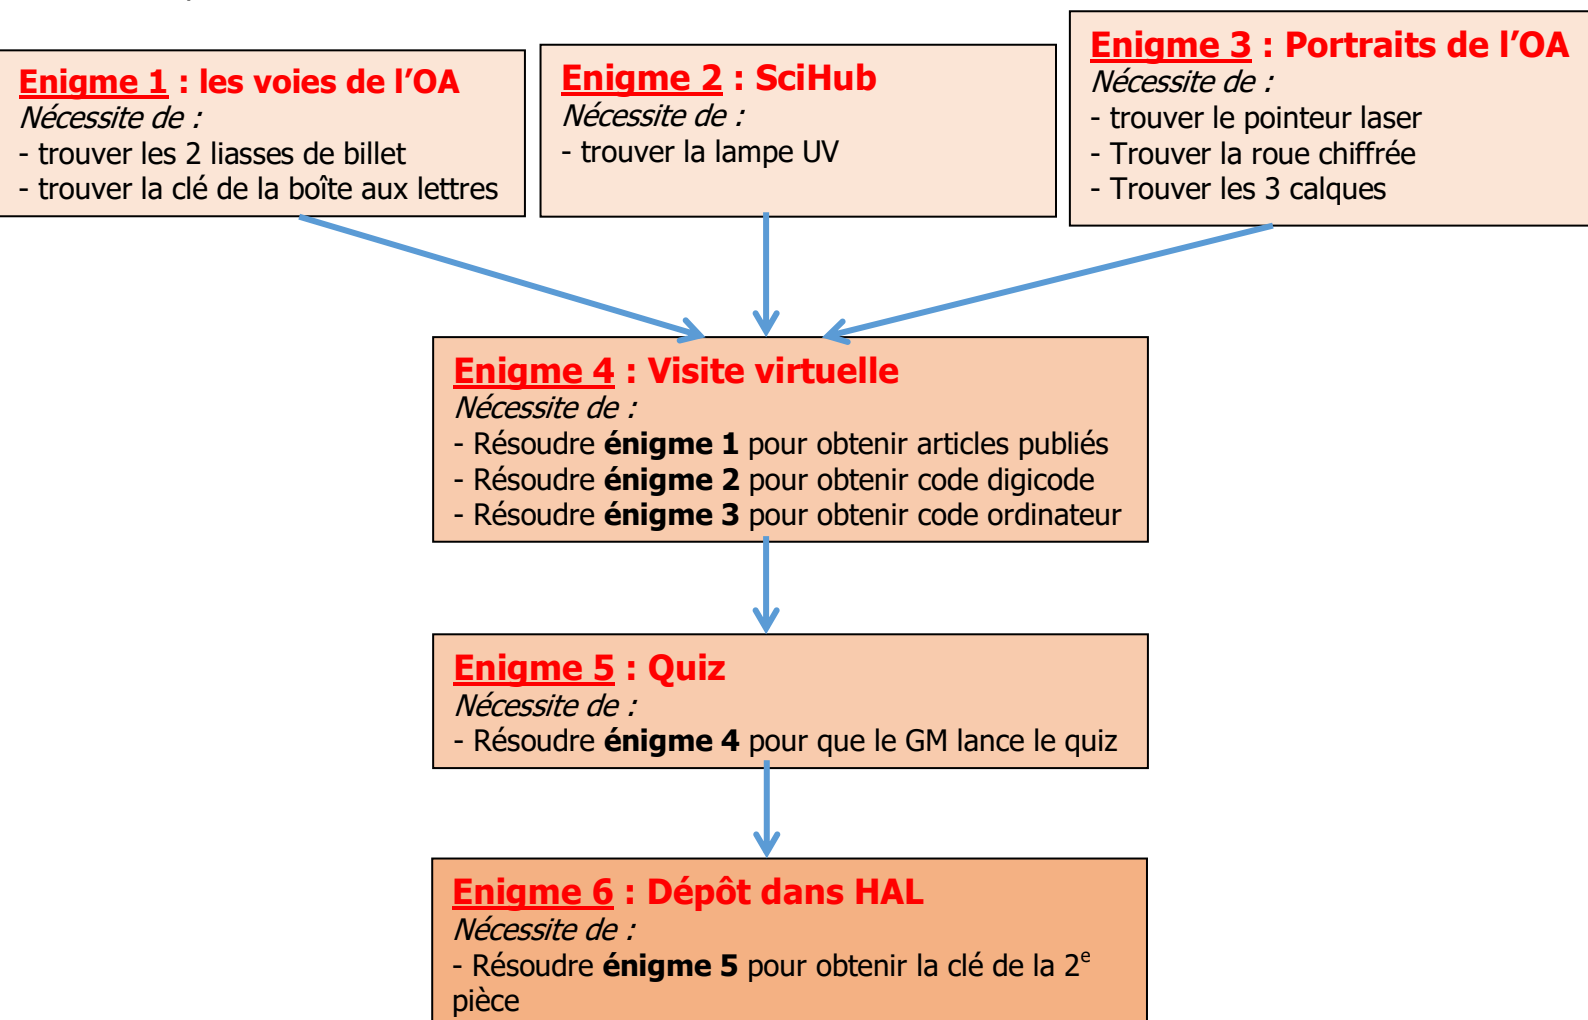 Enigme 1 : les voies de l’OA
Nécessite de :
- trouver les 2 liasses de billet
- trouver la clé de la boîte aux lettres
Enigme 2 : SciHub
Nécessite de :
- trouver la lampe UV
Enigme 3 : Portraits de l’OA
Nécessite de :
- trouver le pointeur laser
- Trouver la roue chiffrée
- Trouver les 3 calques
Enigme 4 : Visite virtuelle
Nécessite de :
- Résoudre énigme 1 pour obtenir articles publiés
- Résoudre énigme 2 pour obtenir code digicode
- Résoudre énigme 3 pour obtenir code ordinateur
Enigme 5 : Quiz
Nécessite de :
- Résoudre énigme 4 pour que le GM lance le quiz
Enigme 6 : Dépôt dans HAL
Nécessite de :
- Résoudre énigme 5 pour obtenir la clé de la 2e
pièce